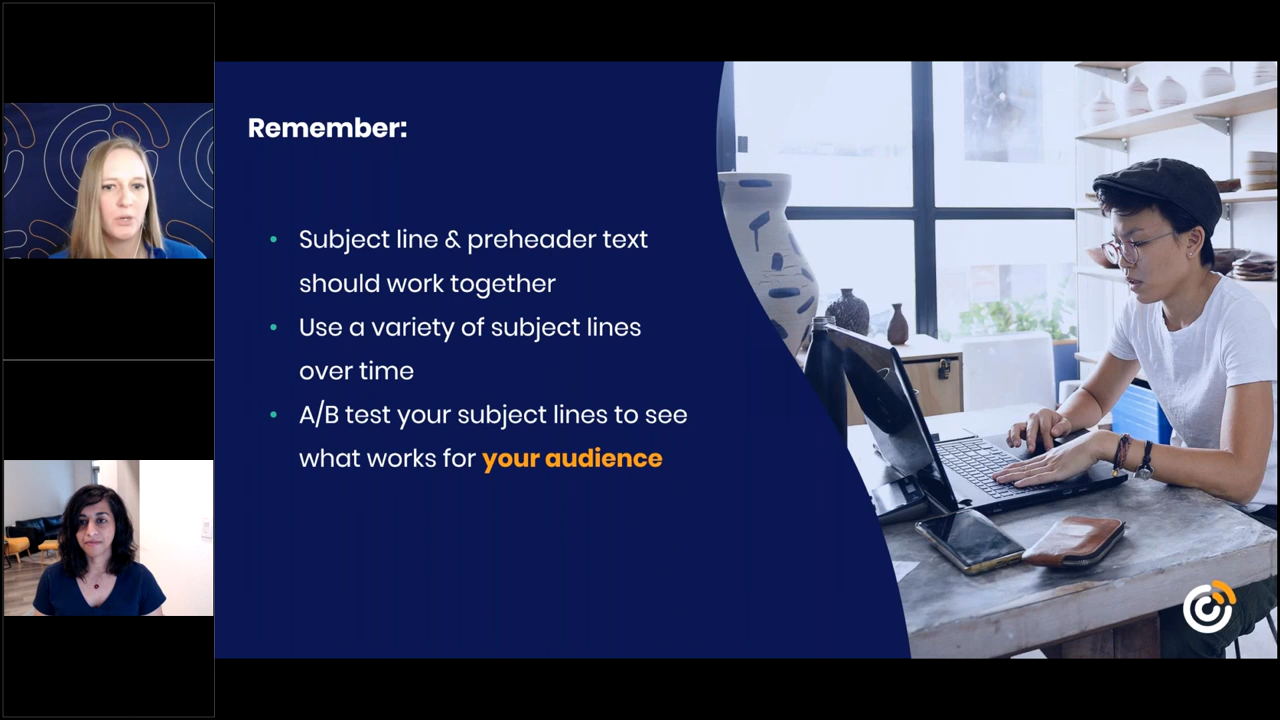 Remember:
• Subject line & preheader text
should work together
• Use a variety of subject lines
over time
• A/B test your subject lines to see
what works for your audience